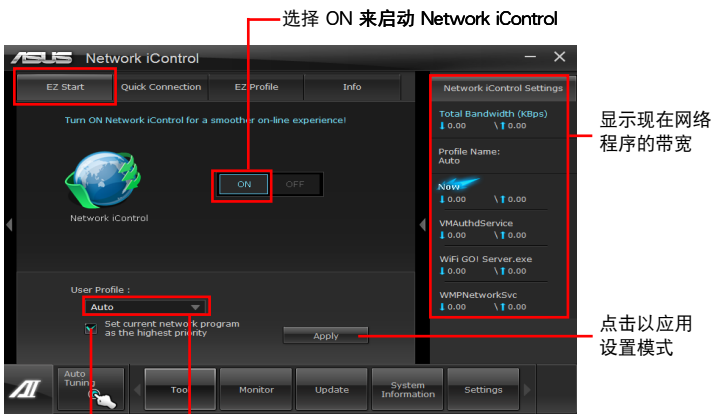 选择 ON 来启动 Network iControl
ASUS Network iControl
EZ Start
Quick Connection
EZ Profile
Info
Turn ON Network iControl for a smoother on-line experience!
ON
OFF
Network iControl
User Profile :
Auto
Set current network program
as the highest priority
Apply
Network iControl Settings
Total Bandwidth (KBps)
0.00 \ 0.00
Profile Name:
Auto
Now
0.00 \ 0.00
VMAuthdService
0.00 \ 0.00
WiFi GO! Server.exe
0.00 \ 0.00
WMPNetworkSvc
0.00 \ 0.00
显示现在网络
程序的带宽
点击以应用
设置模式
Auto
Tuning
Tool
Monitor
Update
System
Information
Settings